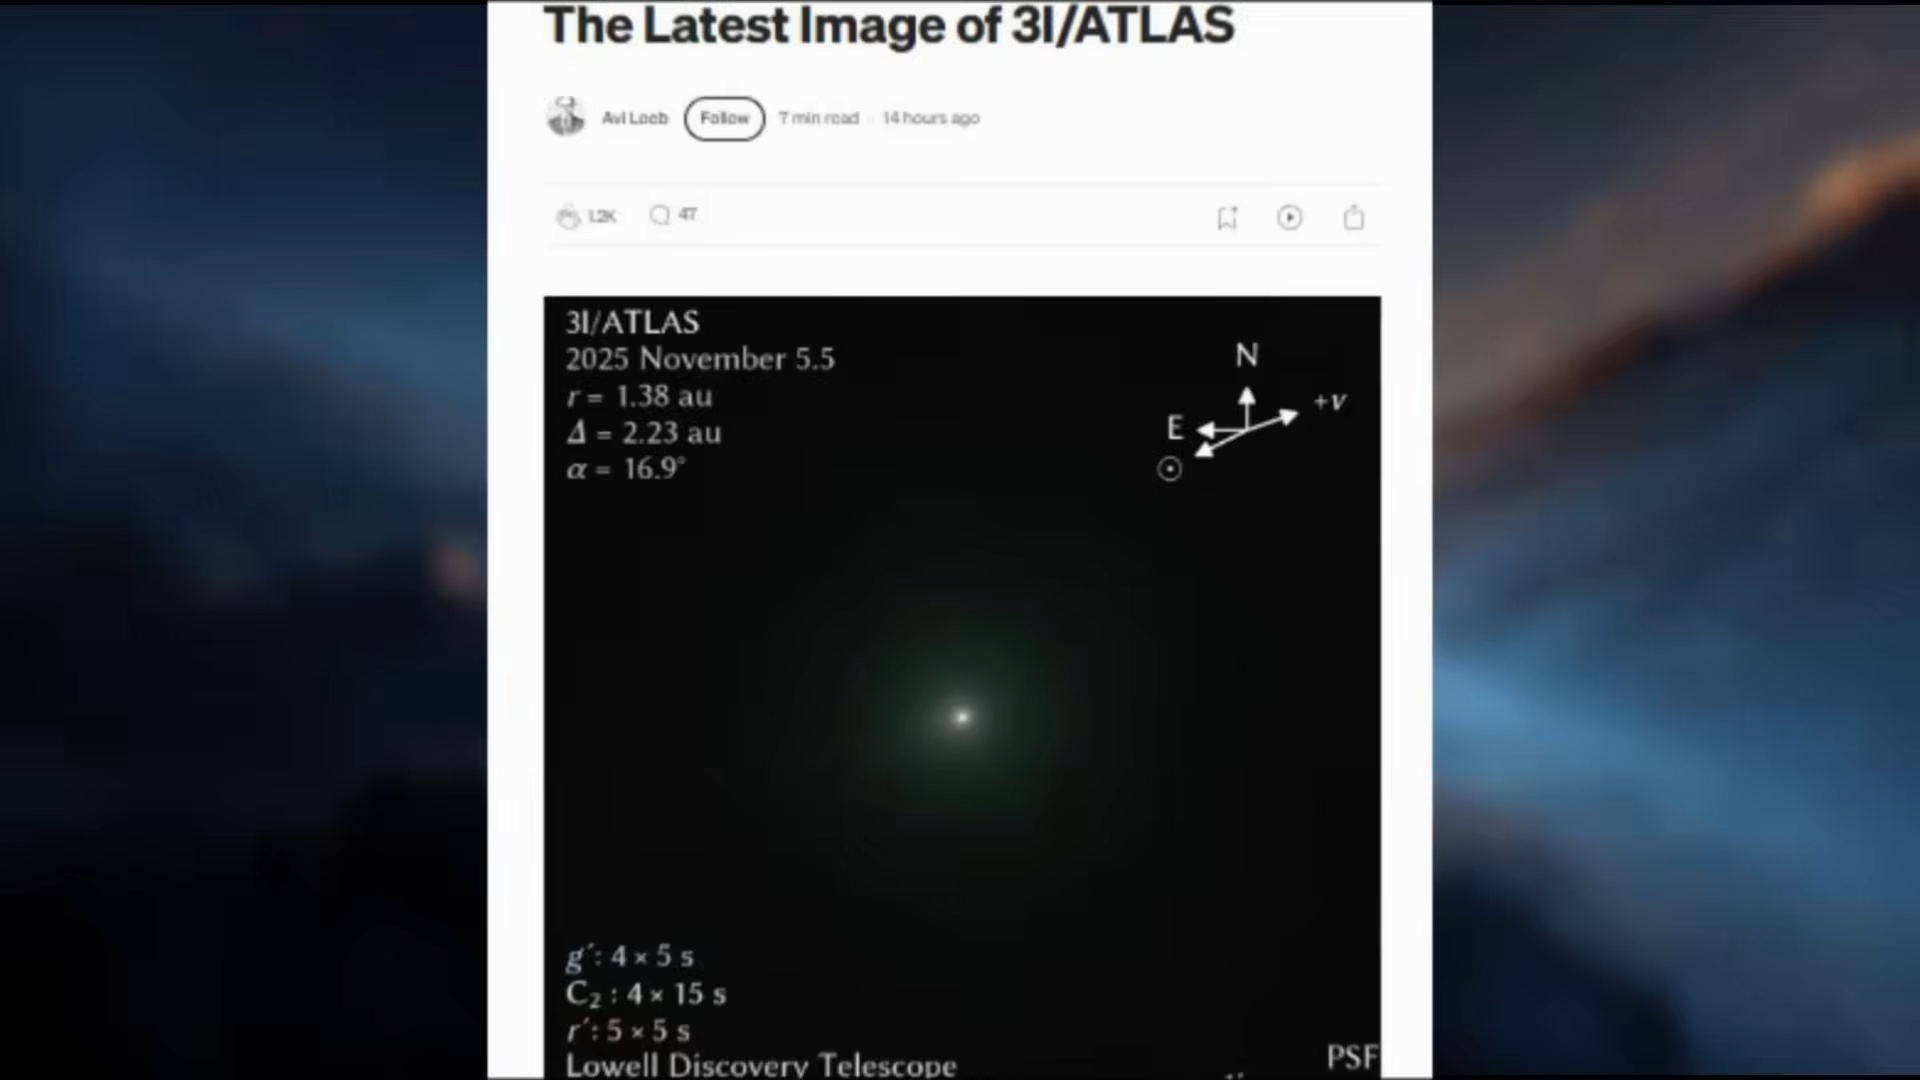 The Latest Image of 3I/ATLAS
Avi Loeb Follow 7 min read · 14 hours ago
1.2K 47
3I/ATLAS
2025 November 5.5
r = 1.38 au
Δ = 2.23 au
α = 16.9°
N
+v
E
g′: 4 × 5 s
C₂ : 4 × 15 s
r′: 5 × 5 s
Lowell Discovery Telescope
PSF